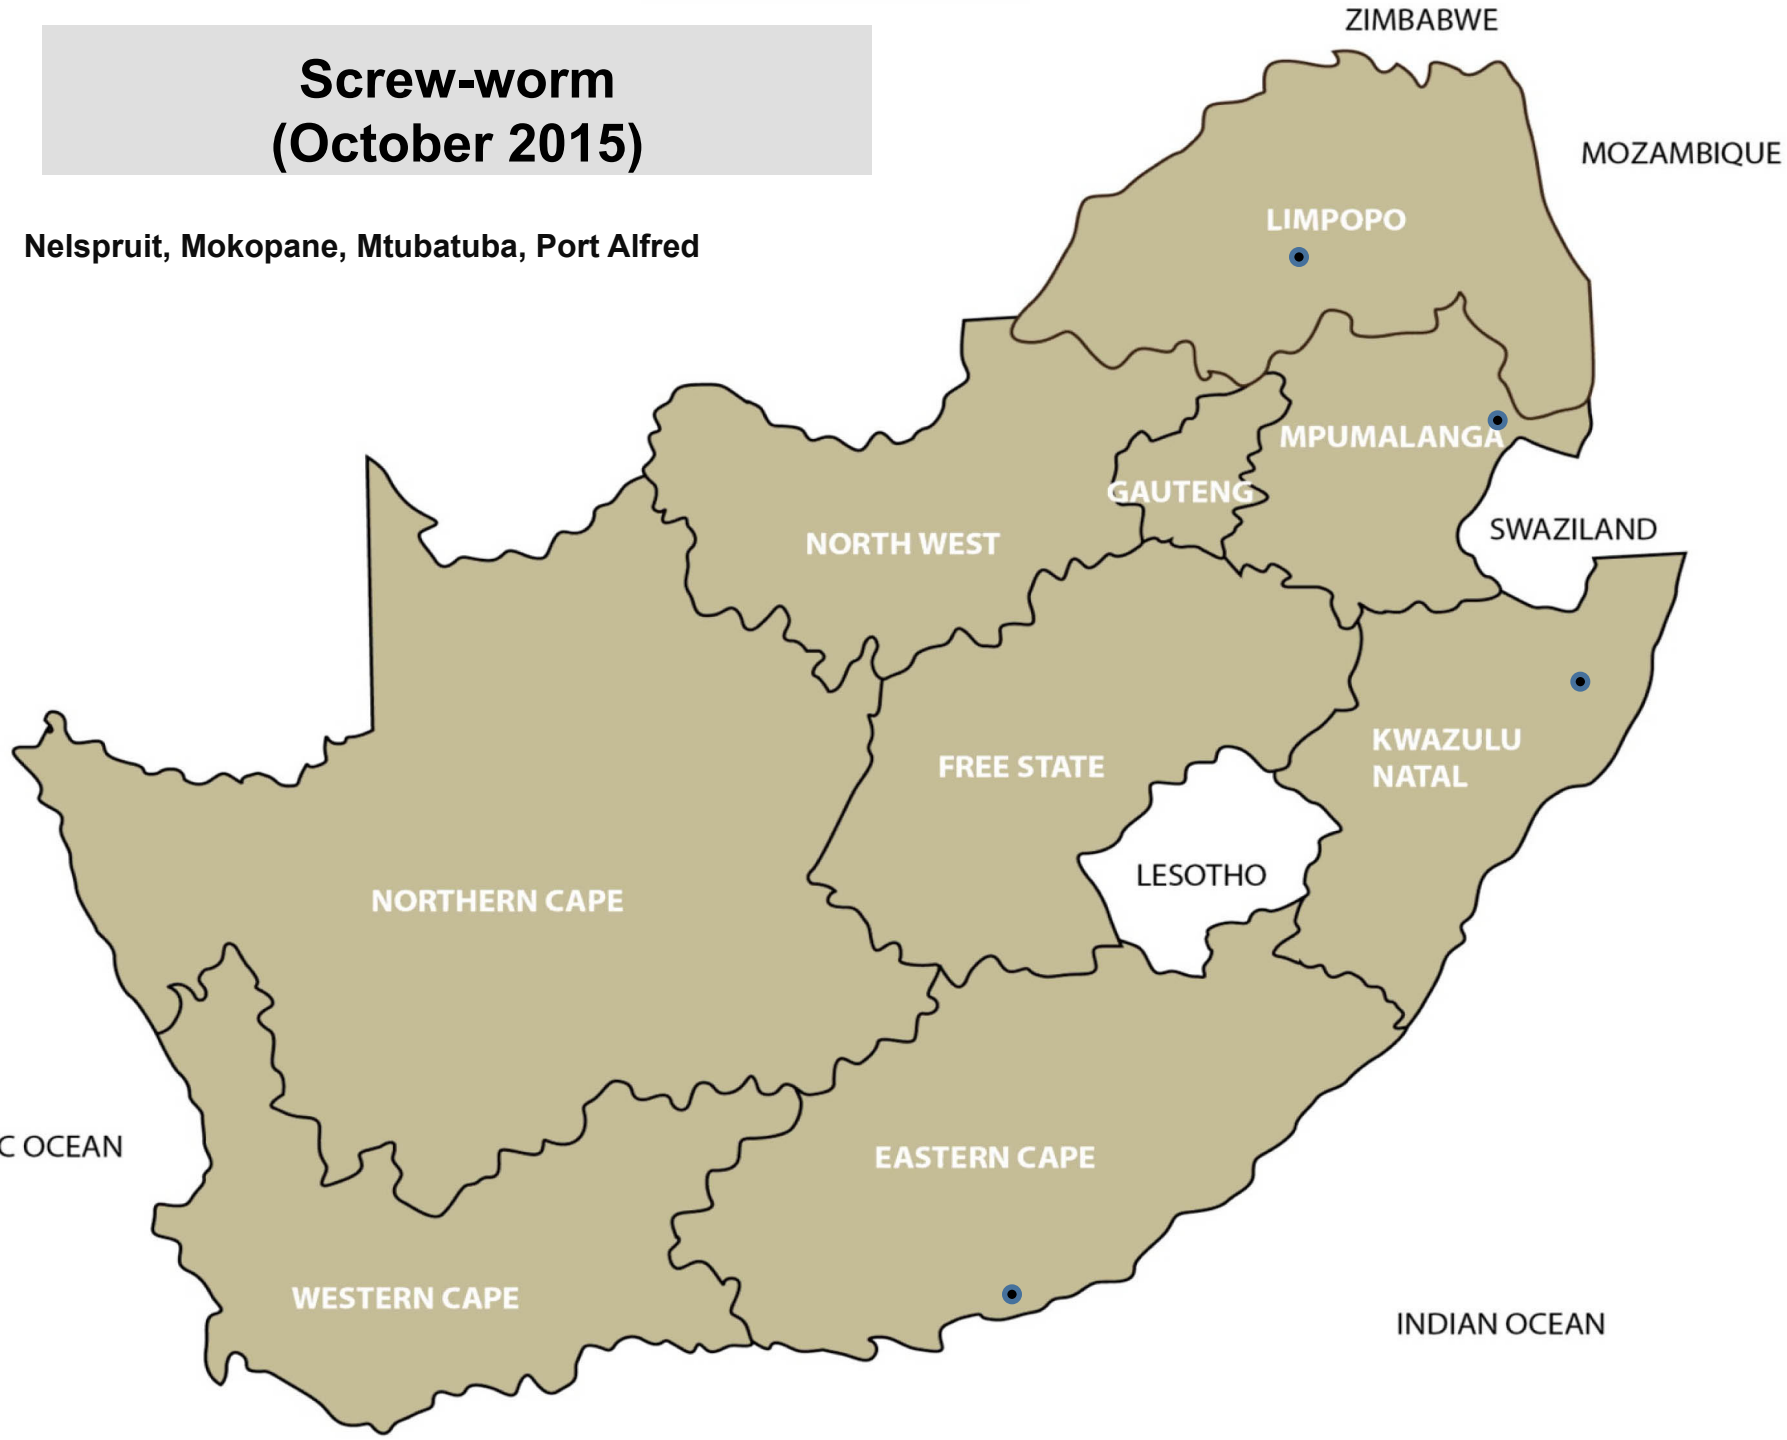 Screw-worm
(October 2015)
Nelspruit, Mokopane, Mtubatuba, Port Alfred
ZIMBABWE
MOZAMBIQUE
LIMPOPO
MPUMALANGA
GAUTENG
SWAZILAND
NORTH WEST
KWAZULU
NATAL
FREE STATE
LESOTHO
NORTHERN CAPE
C OCEAN
EASTERN CAPE
WESTERN CAPE
INDIAN OCEAN